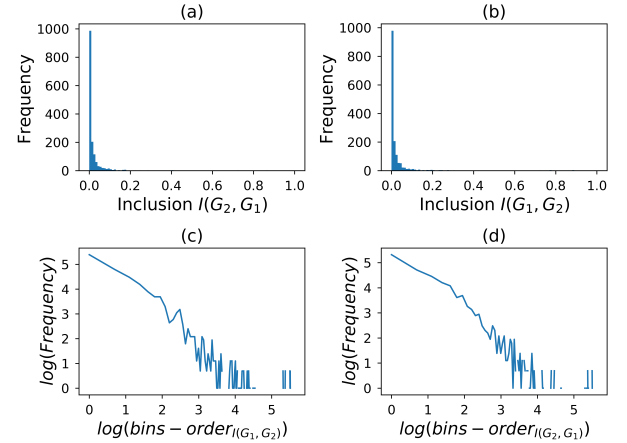 (a)
(b)
Frequency
1000
800
600
400
200
0
0.0 0.2 0.4 0.6 0.8 1.0
Inclusion I(G₂, G₁)
Frequency
1000
800
600
400
200
0
0.0 0.2 0.4 0.6 0.8 1.0
Inclusion I(G₁, G₂)
(c)
(d)
log(Frequency)
5
4
3
2
1
0
0 1 2 3 4 5
log(bins − order_{I(G₁, G₂)})
log(Frequency)
5
4
3
2
1
0
0 1 2 3 4 5
log(bins − order_{I(G₂, G₁)})